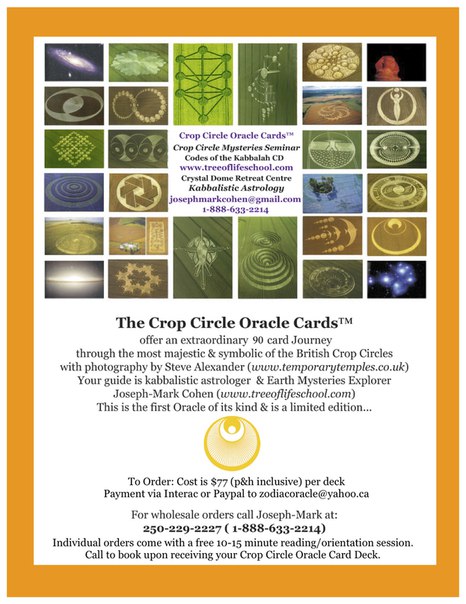 Crop Circle Oracle Cards™
Crop Circle Mysteries Seminar
Codes of the Kabbalah CD
www.treeoflifeschool.com
Crystal Dome Retreat Centre
Kabbalistic Astrology
josephmarkcohen@gmail.com
1-888-633-2214
The Crop Circle Oracle Cards™
offer an extraordinary 90 card Journey
through the most majestic & symbolic of the British Crop Circles
with photography by Steve Alexander (www.temporarytemples.co.uk)
Your guide is kabbalistic astrologer & Earth Mysteries Explorer
Joseph-Mark Cohen (www.treeoflifeschool.com)
This is the first Oracle of its kind & is a limited edition...
To Order: Cost is $77 (p&h inclusive) per deck
Payment via Interac or Paypal to zodiacoracle@yahoo.ca
For wholesale orders call Joseph-Mark at:
250-229-2227 ( 1-888-633-2214)
Individual orders come with a free 10-15 minute reading/orientation session.
Call to book upon receiving your Crop Circle Oracle Card Deck.